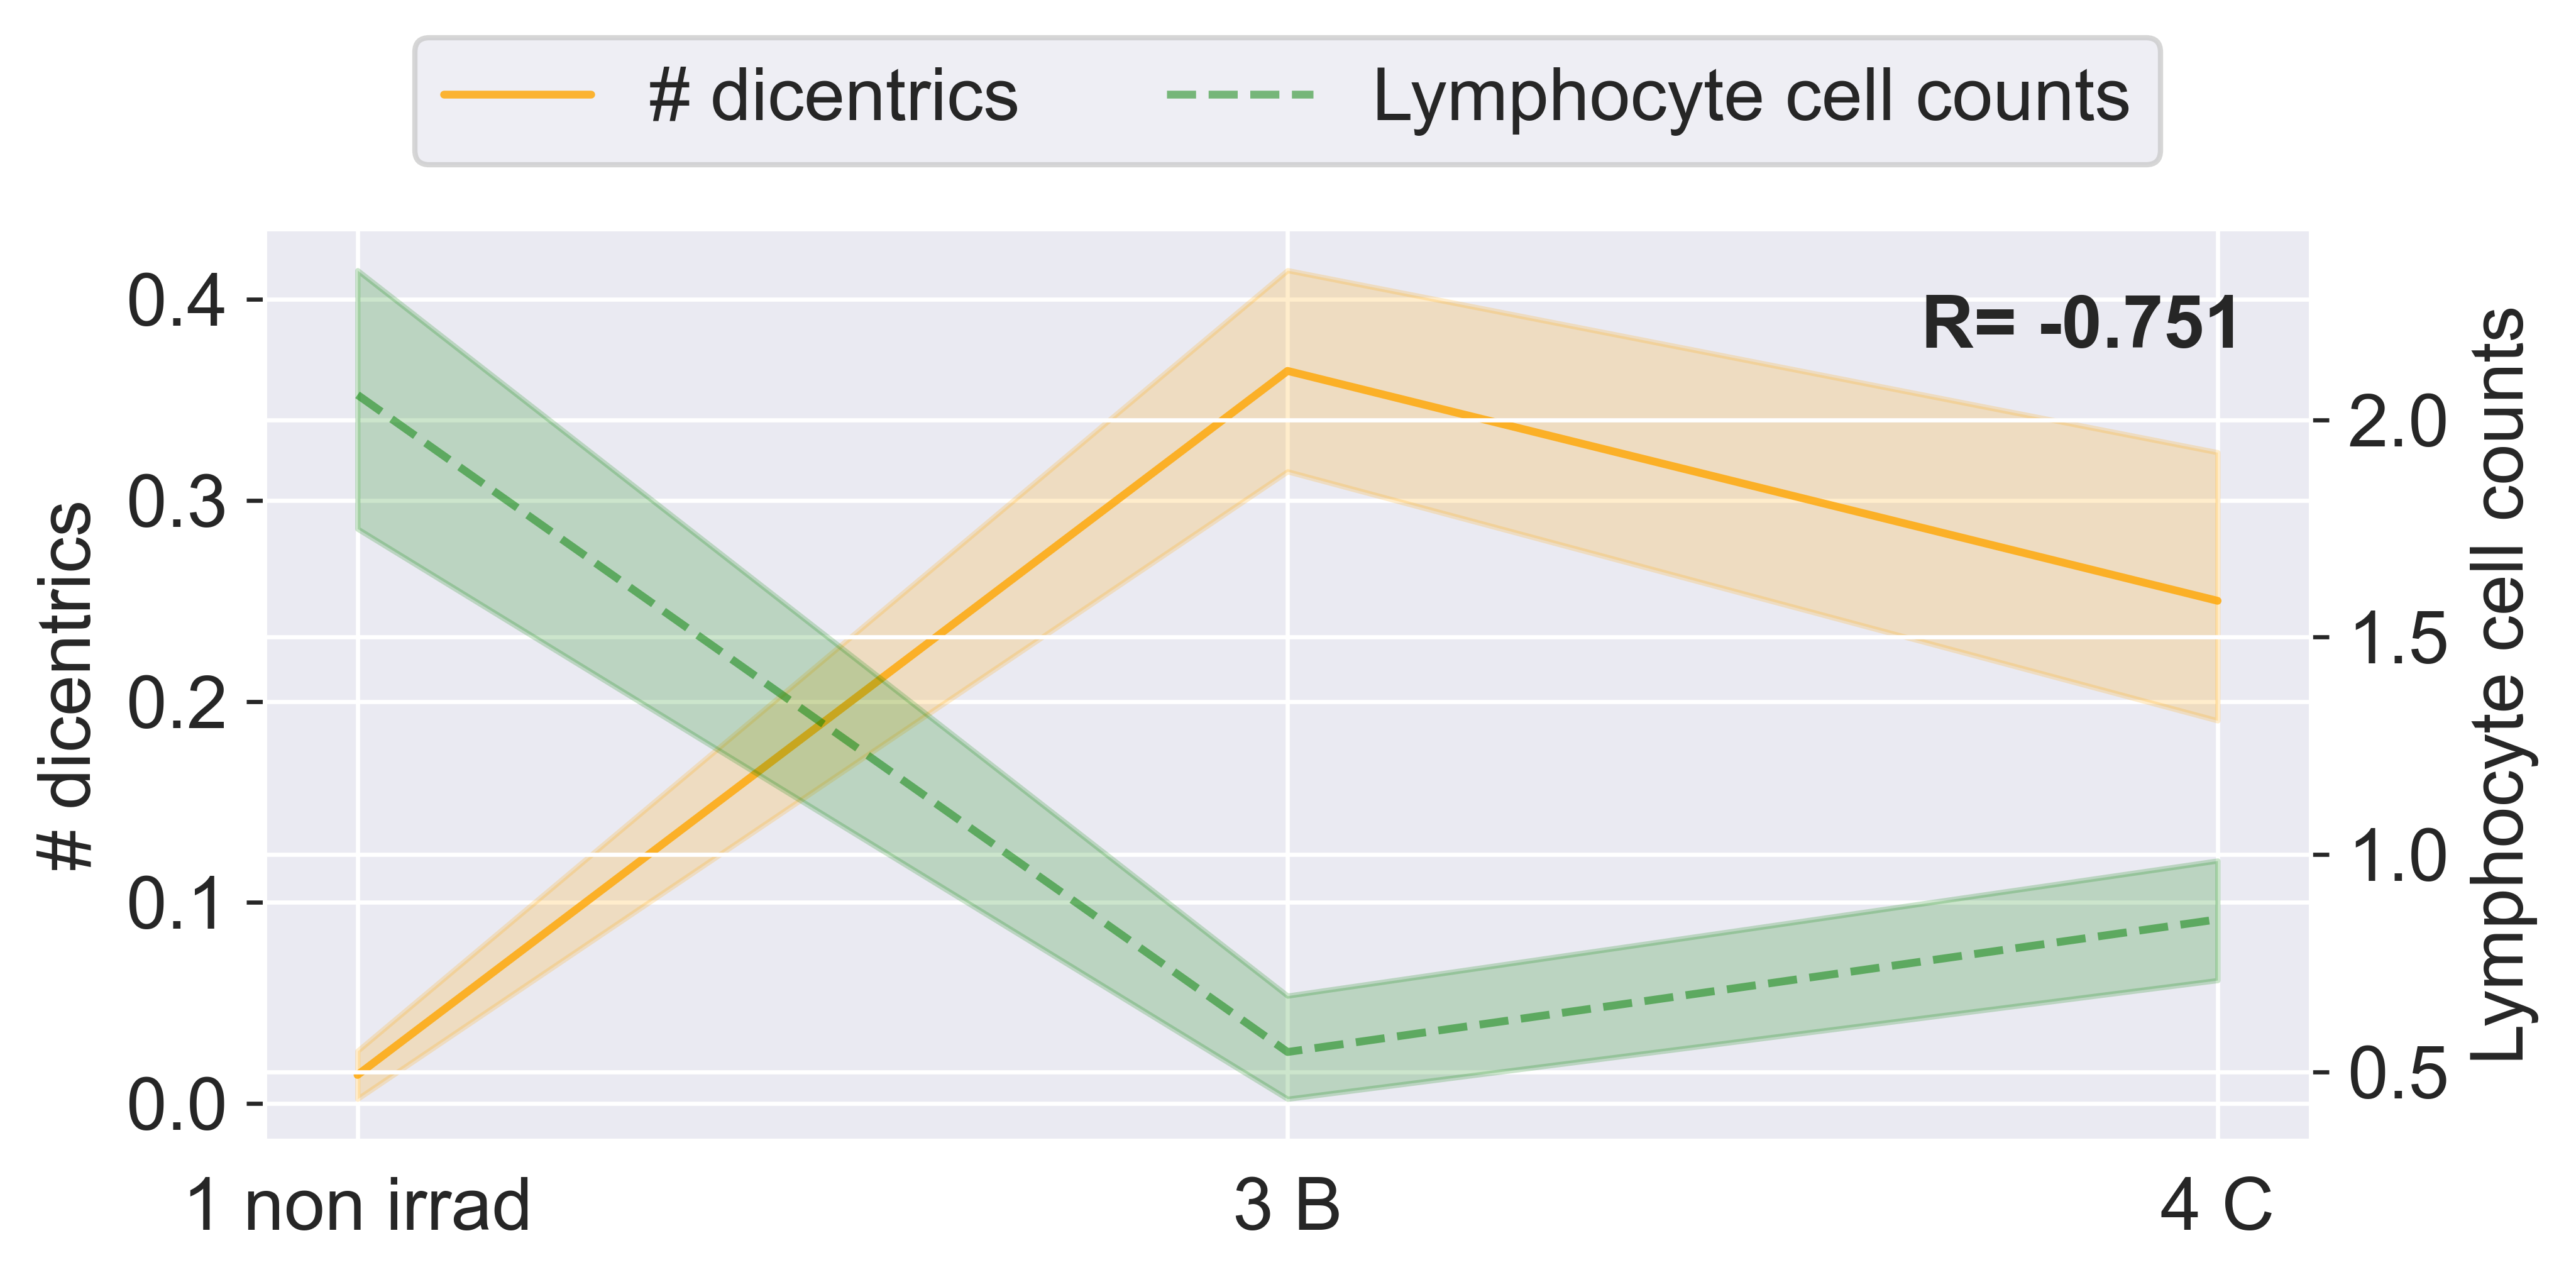 # dicentrics
Lymphocyte cell counts
R= -0.751
# dicentrics
0.4
0.3
0.2
0.1
0.0
2.0
1.5
1.0
0.5
Lymphocyte cell counts
1 non irrad
3 B
4 C